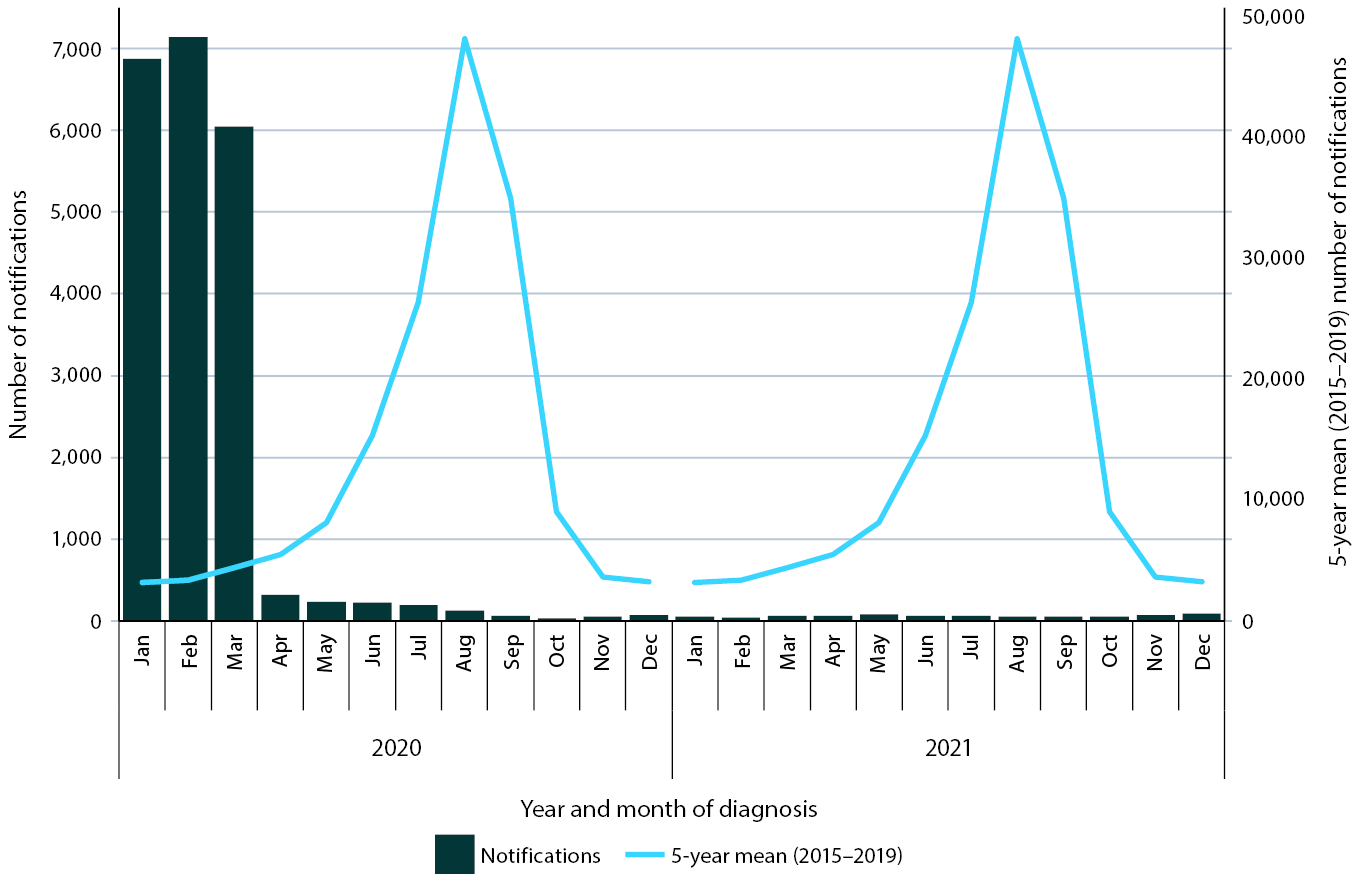 Number of notifications
7,000
6,000
5,000
4,000
3,000
2,000
1,000
0
50,000
40,000
30,000
20,000
10,000
0
5-year mean (2015–2019) number of notifications
Jan
Feb
Mar
Apr
May
Jun
Jul
Aug
Sep
Oct
Nov
Dec
Jan
Feb
Mar
Apr
May
Jun
Jul
Aug
Sep
Oct
Nov
Dec
2020
2021
Year and month of diagnosis
Notifications
5-year mean (2015–2019)